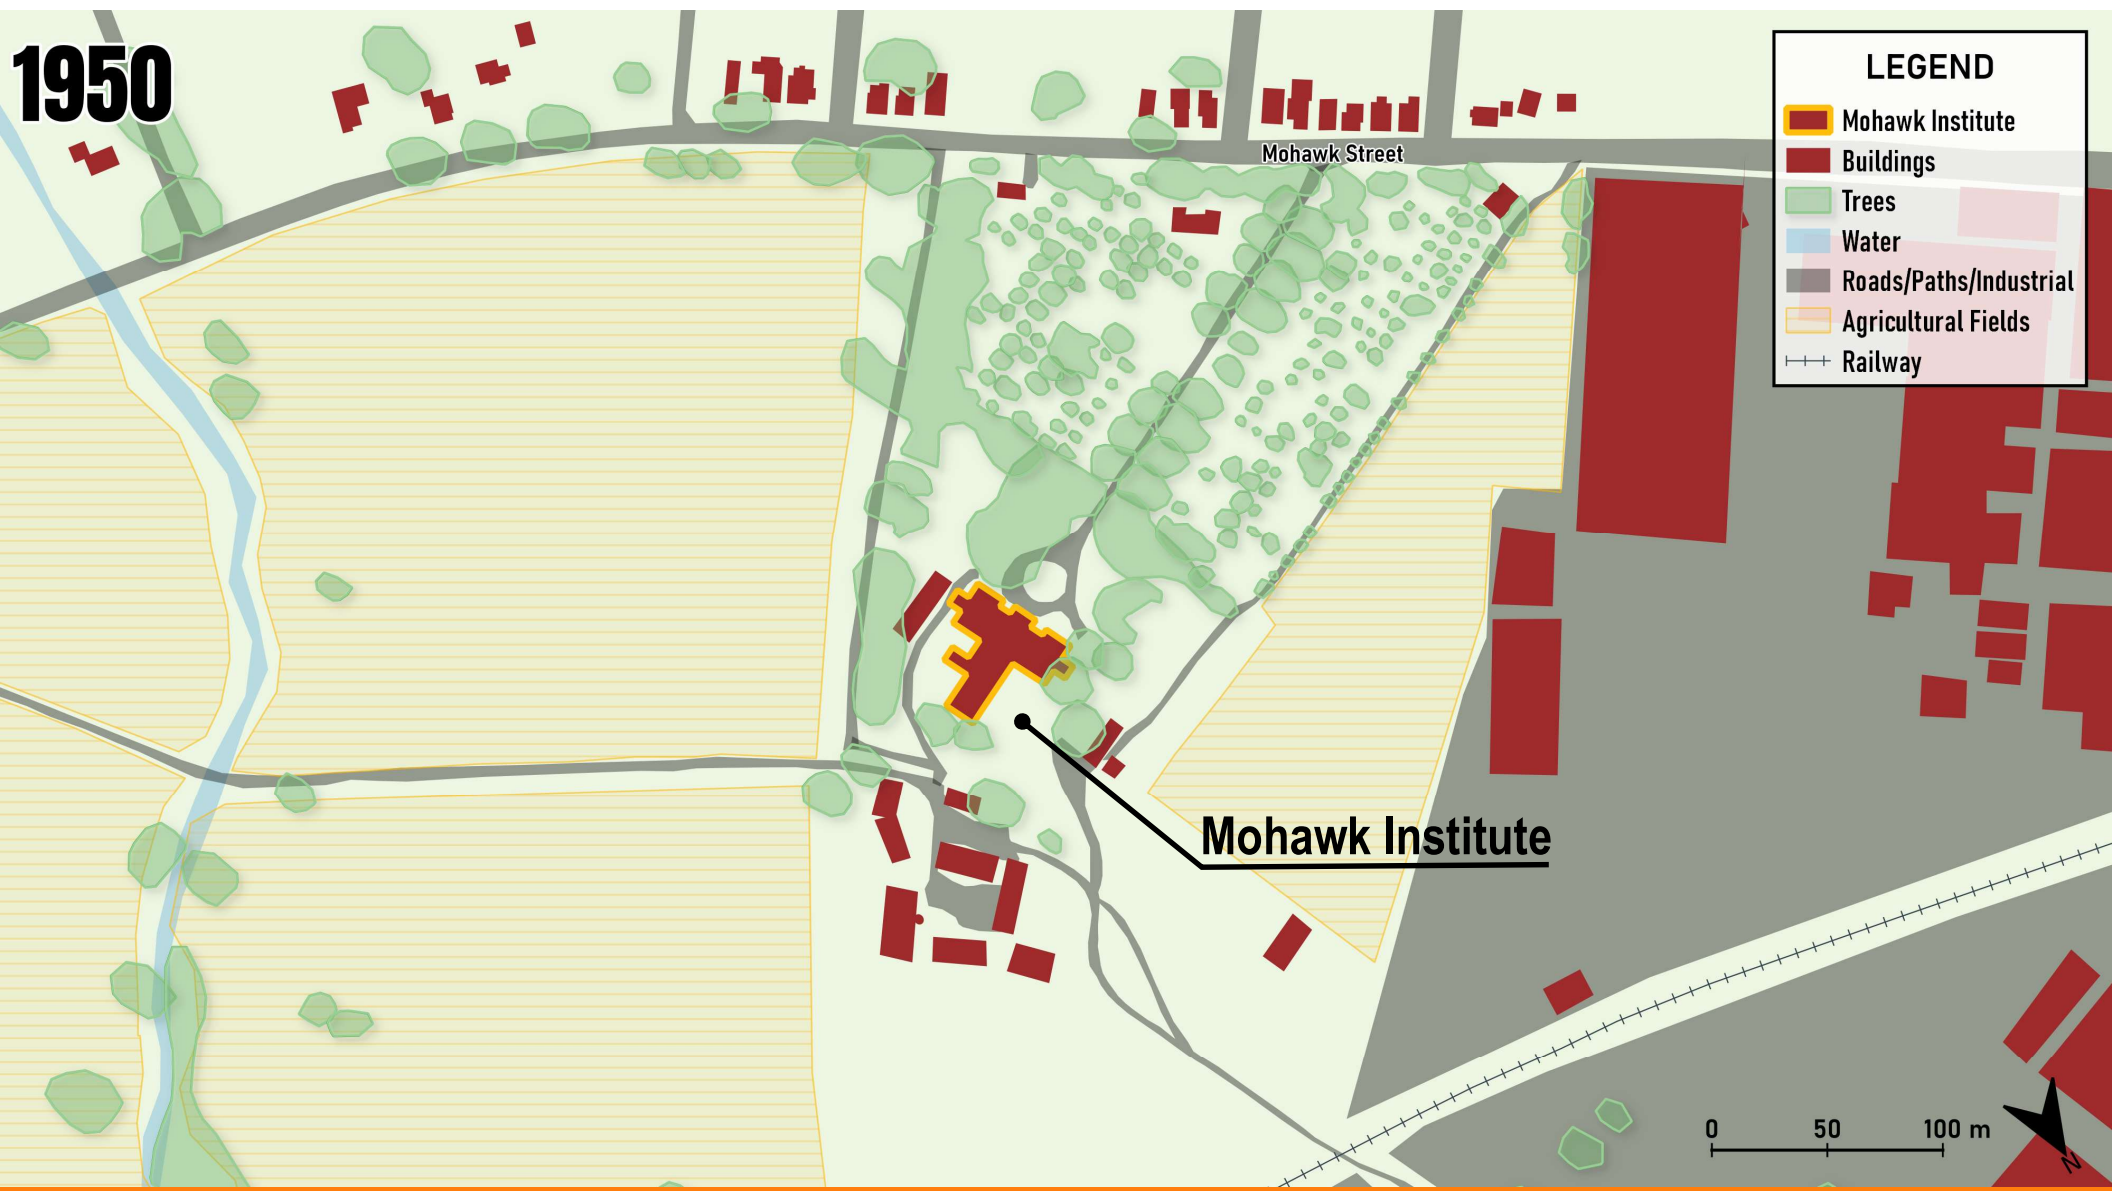 1950
Mohawk Street
LEGEND
Mohawk Institute
Buildings
Trees
Water
Roads/Paths/Industrial
Agricultural Fields
Railway
Mohawk Institute
0 50 100 m
N